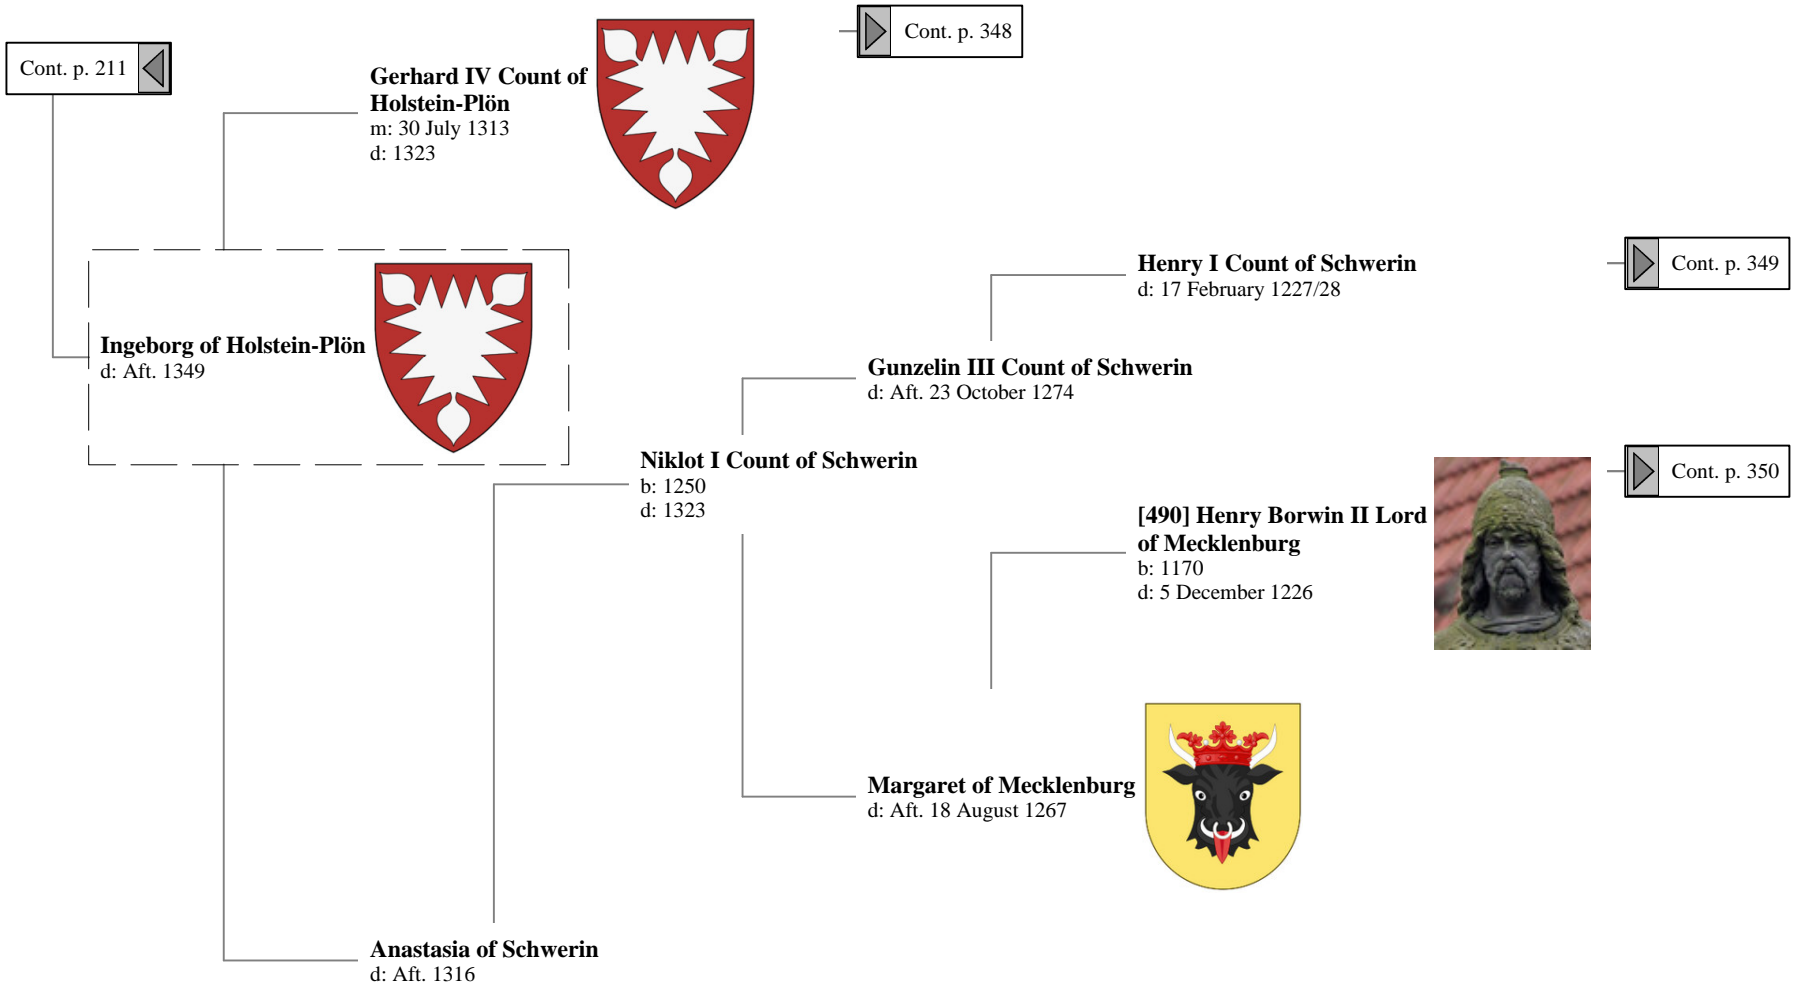 Cont. p. 348
Cont. p. 211
Gerhard IV Count of
Holstein-Plön
m: 30 July 1313
d: 1323
Henry I Count of Schwerin
d: 17 February 1227/28
Cont. p. 349
Ingeborg of Holstein-Plön
d: Aft. 1349
Gunzelin III Count of Schwerin
d: Aft. 23 October 1274
Niklot I Count of Schwerin
b: 1250
d: 1323
Cont. p. 350
[490] Henry Borwin II Lord
of Mecklenburg
b: 1170
d: 5 December 1226
Margaret of Mecklenburg
d: Aft. 18 August 1267
Anastasia of Schwerin
d: Aft. 1316